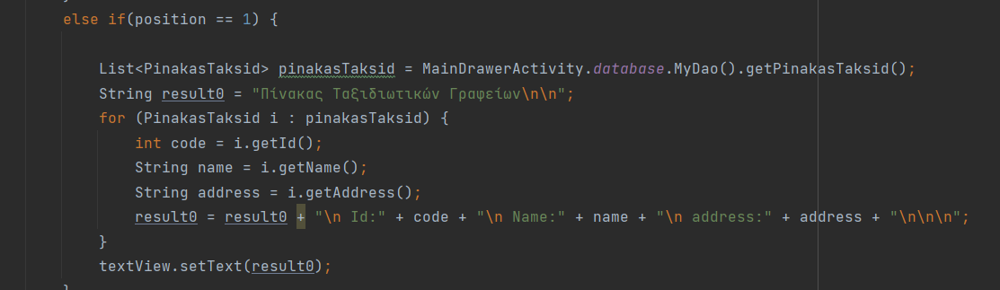 else if(position == 1) {
List<PinakasTaksid> pinakasTaksid = MainDrawerActivity.database.MyDao().getPinakasTaksid();
String result0 = "Πίνακας Ταξιδιωτικών Γραφείων\n\n";
for (PinakasTaksid i : pinakasTaksid) {
int code = i.getId();
String name = i.getName();
String address = i.getAddress();
result0 = result0 + "\n Id:" + code + "\n Name:" + name + "\n address:" + address + "\n\n\n";
}
textView.setText(result0);
}